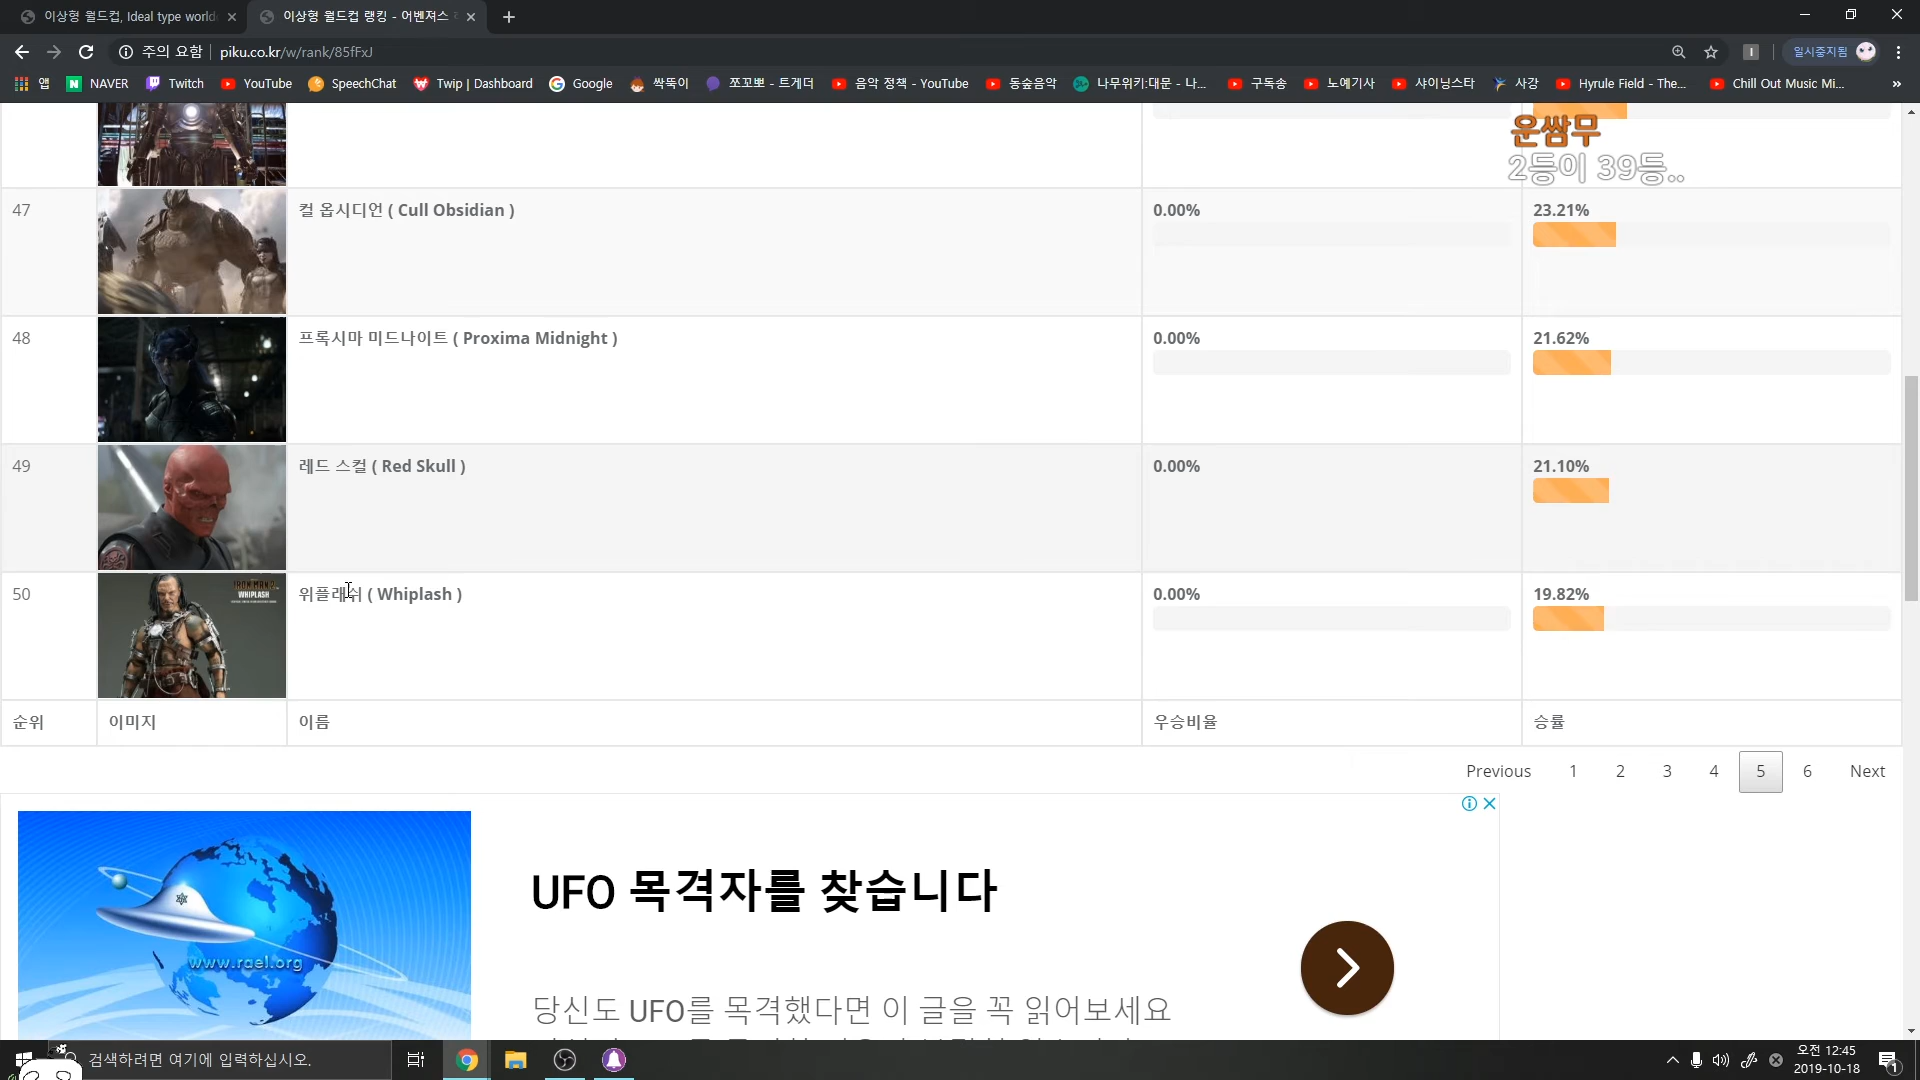 이상형 월드컵, Ideal type world
이상형 월드컵 랭킹 - 어벤져스
주의 요함 piku.co.kr/w/rank/85fFxJ
일시중지됨
앱 NAVER Twitch YouTube SpeechChat Twip | Dashboard Google 싹뚝이 쪼꼬뽀 - 트게더 음악 정책 - YouTube 동숲음악 나무위키:대문 - 나... 구독송 노예기사 샤이닝스타 사강 Hyrule Field - The... Chill Out Music Mi... »
운쌈무
2등이 39등..
47 컬 옵시디언 ( Cull Obsidian ) 0.00% 23.21%
48 프록시마 미드나이트 ( Proxima Midnight ) 0.00% 21.62%
49 레드 스컬 ( Red Skull ) 0.00% 21.10%
WHIPLASH
50 위플래쉬 ( Whiplash ) 0.00% 19.82%
순위 이미지 이름 우승비율 승률
Previous 1 2 3 4 5 6 Next
UFO 목격자를 찾습니다
www.rael.org
당신도 UFO를 목격했다면 이 글을 꼭 읽어보세요
검색하려면 여기에 입력하십시오.
오전 12:45
2019-10-18
1